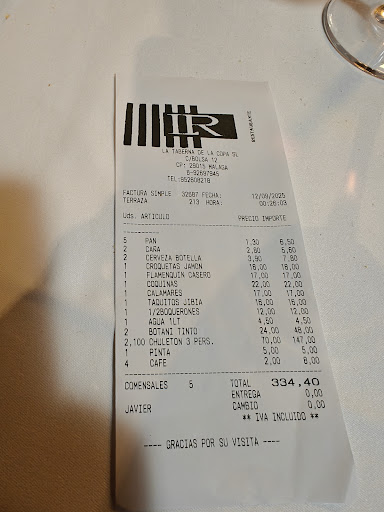 R
RESTAURANTE
LA TABERNA DE LA COPA SL
C/BOLSA 12
CP: 29015 MALAGA
B-92697845
TEL:952608216
FACTURA SIMPLE 32687 FECHA: 12/09/2025
TERRAZA 213 HORA: 00:26:03
Uds. ARTICULO PRECIO IMPORTE
5 PAN 1,30 6,50
2 CAÑA 2,80 5,60
2 CERVEZA BOTELLA 3,90 7,80
1 CROQUETAS JAMON 16,00 16,00
1 FLAMENQUIN CASERO 17,00 17,00
1 COQUINAS 22,00 22,00
1 CALAMARES 17,00 17,00
1 TAQUITOS JIBIA 16,00 16,00
1 1/2BOQUERONES 12,00 12,00
1 AGUA 1LT 4,50 4,50
2 BOTANI TINTO 24,00 48,00
2,100 CHULETON 3 PERS. 70,00 147,00
1 PINTA 5,00 5,00
4 CAFE 2,00 8,00
COMENSALES 5 TOTAL 334,40
ENTREGA 0,00
JAVIER CAMBIO 0,00
** IVA INCLUIDO **
---- GRACIAS POR SU VISITA ----